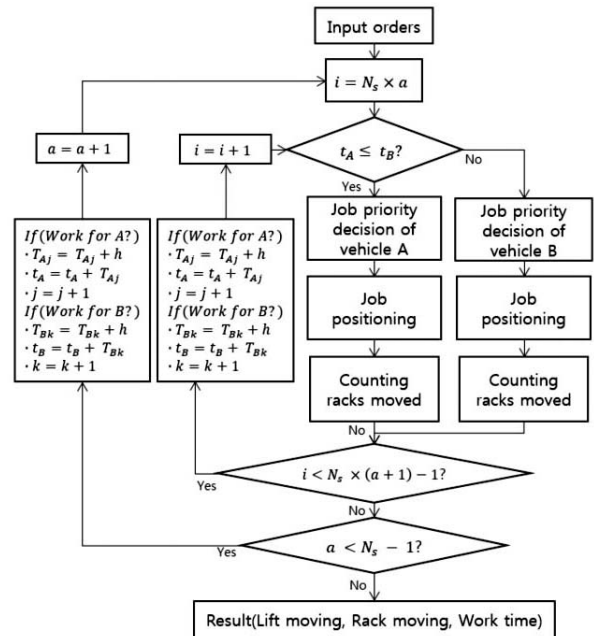 Input orders
i = Nₛ × a
a = a + 1
i = i + 1
t_A ≤ t_B?
No
Yes
Job priority
decision of
vehicle A
Job priority
decision of
vehicle B
If(Work for A?)
· T_Aj = T_Aj + h
· t_A = t_A + T_Aj
· j = j + 1
If(Work for B?)
· T_Bk = T_Bk + h
· t_B = t_B + T_Bk
· k = k + 1
If(Work for A?)
· T_Aj = T_Aj + h
· t_A = t_A + T_Aj
· j = j + 1
If(Work for B?)
· T_Bk = T_Bk + h
· t_B = t_B + T_Bk
· k = k + 1
Job
positioning
Job
positioning
Counting
racks moved
Counting
racks moved
No
i < Nₛ × (a + 1) − 1?
Yes
No
a < Nₛ − 1?
Yes
No
Result(Lift moving, Rack moving, Work time)